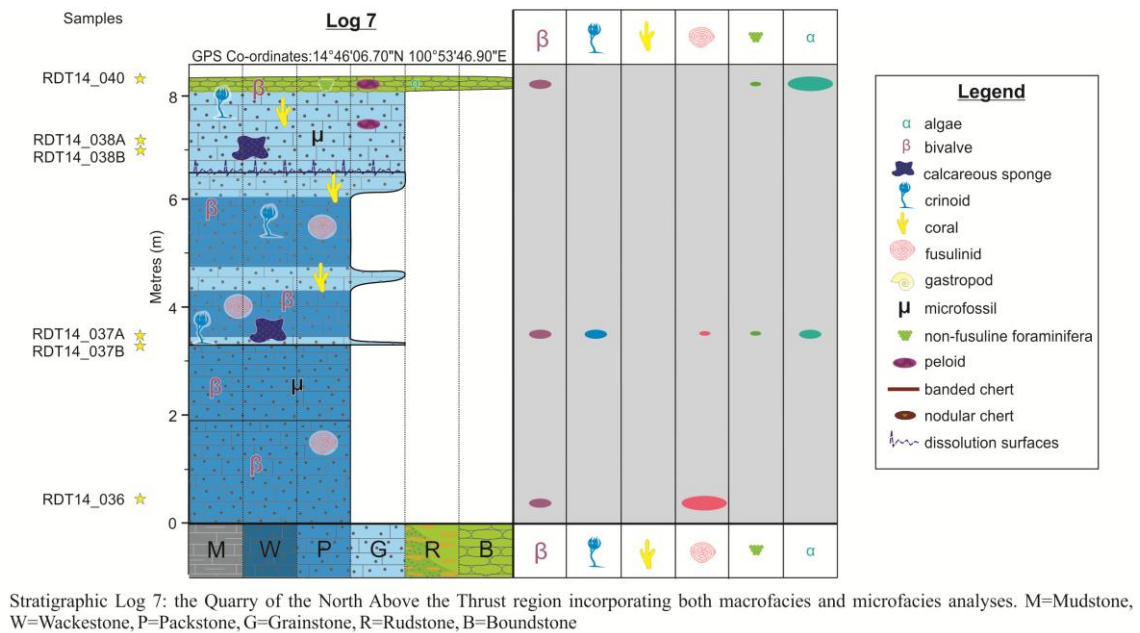 Samples
Log 7
GPS Co-ordinates:14°46'06.70"N 100°53'46.90"E
β
α
RDT14_040
β
α
8
RDT14_038A
μ
RDT14_038B
6
β
Metres (m)
4
β
RDT14_037A
RDT14_037B
β
μ
2
β
RDT14_036
0
M W P G R B
β
α
Legend
α algae
β bivalve
calcareous sponge
crinoid
coral
fusulinid
gastropod
μ microfossil
non-fusuline foraminifera
peloid
banded chert
nodular chert
dissolution surfaces
Stratigraphic Log 7: the Quarry of the North Above the Thrust region incorporating both macrofacies and microfacies analyses. M=Mudstone,
W=Wackestone, P=Packstone, G=Grainstone, R=Rudstone, B=Boundstone